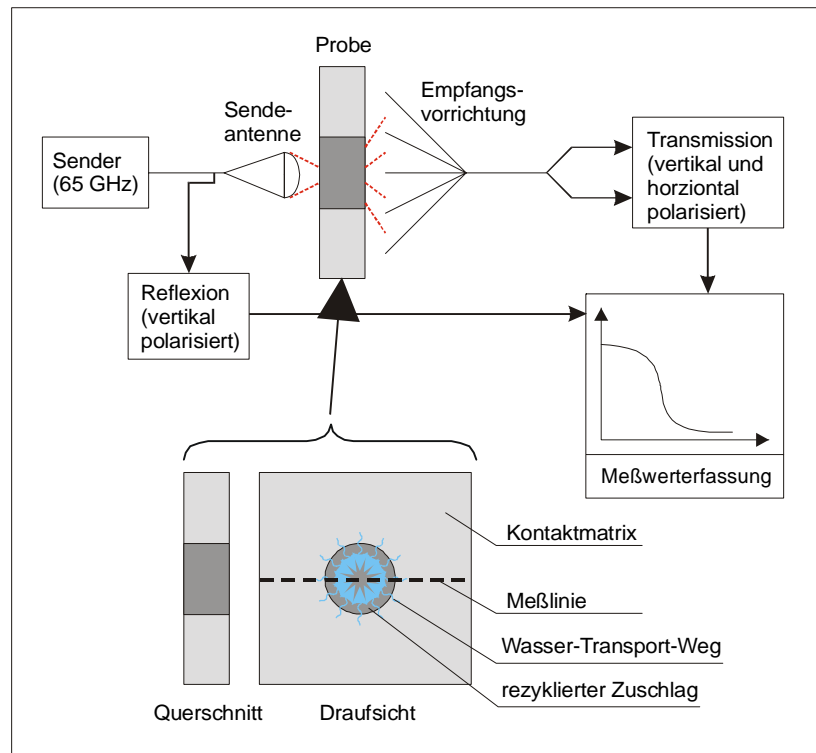 Probe
Sende-
antenne
Empfangs-
vorrichtung
Sender
(65 GHz)
Transmission
(vertikal und
horziontal
polarisiert)
Reflexion
(vertikal
polarisiert)
Meßwerterfassung
Kontaktmatrix
Meßlinie
Wasser-Transport-Weg
rezyklierter Zuschlag
Querschnitt
Draufsicht